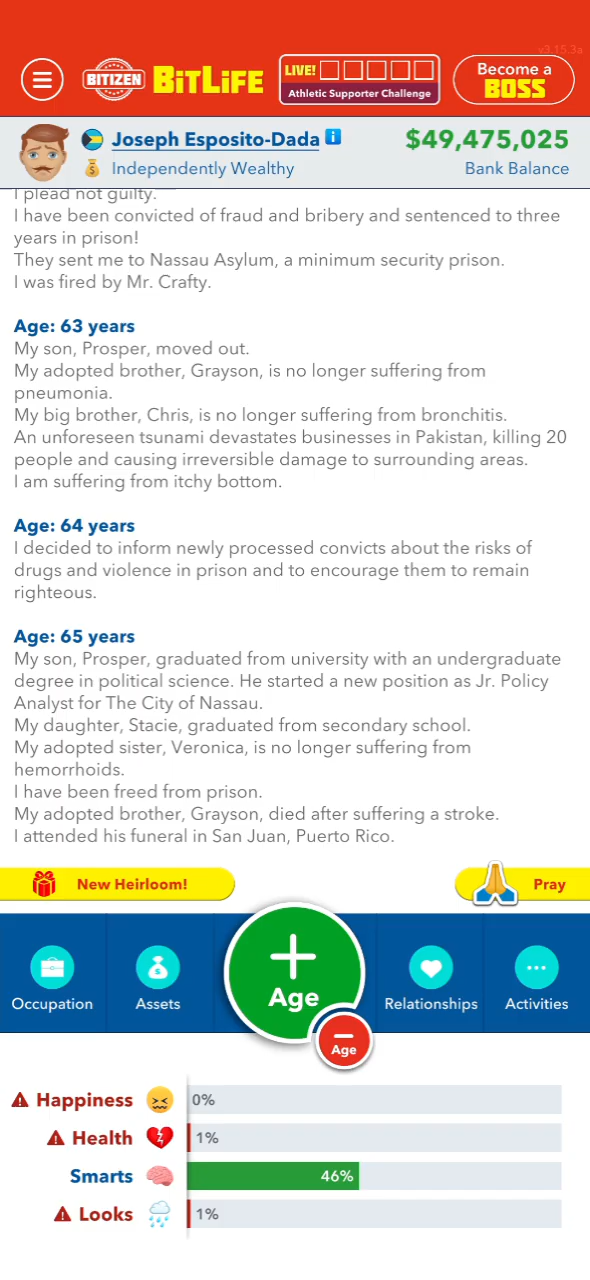 v3.15.3a
BITIZEN
BITLIFE
LIVE!
Athletic Supporter Challenge
Become a
BOSS
Joseph Esposito-Dada
$49,475,025
Independently Wealthy
Bank Balance
I plead not guilty.
I have been convicted of fraud and bribery and sentenced to three
years in prison!
They sent me to Nassau Asylum, a minimum security prison.
I was fired by Mr. Crafty.
Age: 63 years
My son, Prosper, moved out.
My adopted brother, Grayson, is no longer suffering from
pneumonia.
My big brother, Chris, is no longer suffering from bronchitis.
An unforeseen tsunami devastates businesses in Pakistan, killing 20
people and causing irreversible damage to surrounding areas.
I am suffering from itchy bottom.
Age: 64 years
I decided to inform newly processed convicts about the risks of
drugs and violence in prison and to encourage them to remain
righteous.
Age: 65 years
My son, Prosper, graduated from university with an undergraduate
degree in political science. He started a new position as Jr. Policy
Analyst for The City of Nassau.
My daughter, Stacie, graduated from secondary school.
My adopted sister, Veronica, is no longer suffering from
hemorrhoids.
I have been freed from prison.
My adopted brother, Grayson, died after suffering a stroke.
I attended his funeral in San Juan, Puerto Rico.
New Heirloom!
Pray
Occupation
Assets
Age
Relationships
Activities
Age
Happiness 0%
Health 1%
Smarts 46%
Looks 1%